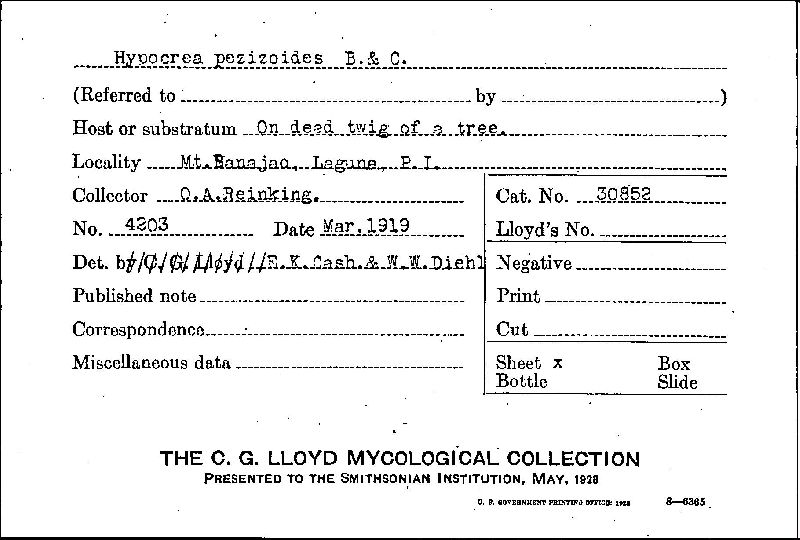 Hypocrea pezizoides B.& C.
(Referred to by )
Host or substratum On dead twig of a tree.
Locality Mt.Banajao, Laguna, P.I.
Collector O.A.Reinking.
No. 4203 Date Mar.1919
Det. by C. G. Lloyd E.K.Cash.& W.W.Diehl
Published note
Correspondence
Miscellaneous data
Cat. No. 30852
Lloyd's No.
Negative
Print
Cut
Sheet x Box
Bottle Slide
THE C. G. LLOYD MYCOLOGICAL COLLECTION
PRESENTED TO THE SMITHSONIAN INSTITUTION, MAY, 1928
U. S. GOVERNMENT PRINTING OFFICE: 1928 8—6365